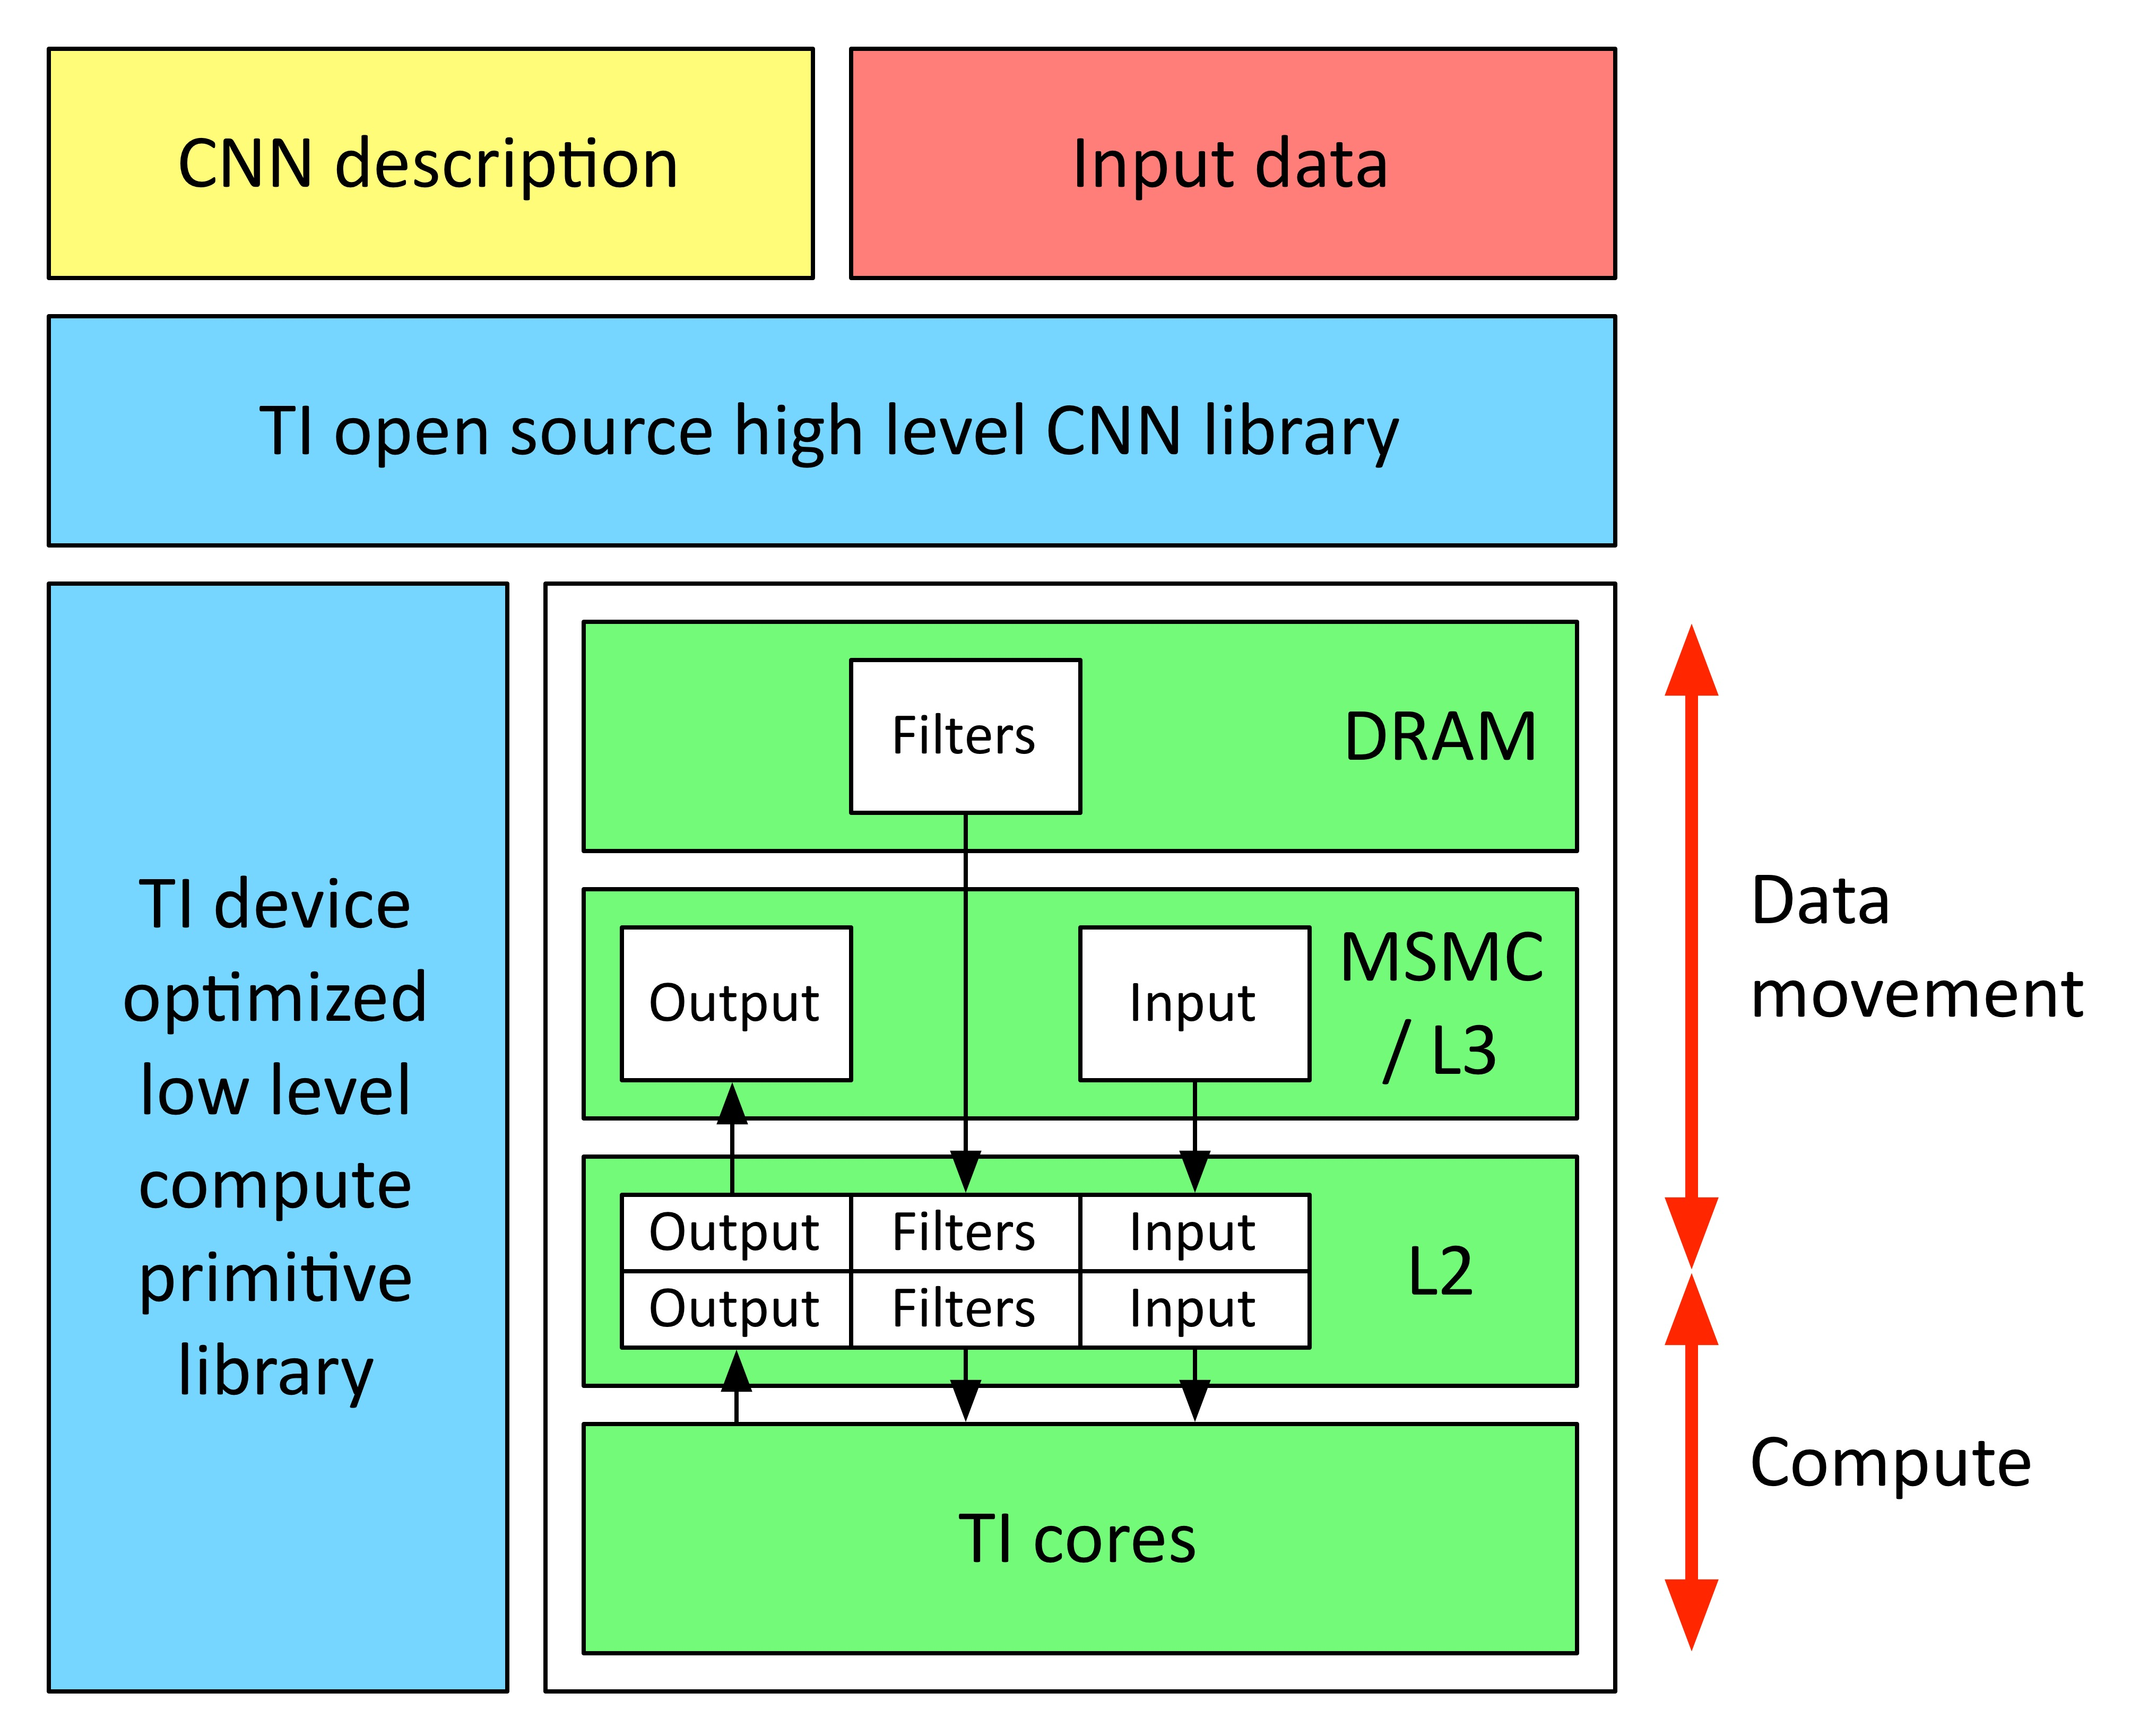 CNN description
Input data
TI open source high level CNN library
TI device
optimized
low level
compute
primitive
library
Filters
DRAM
Output
Input
MSMC
/ L3
Output
Filters
Input
Output
Filters
Input
L2
TI cores
Data
movement
Compute